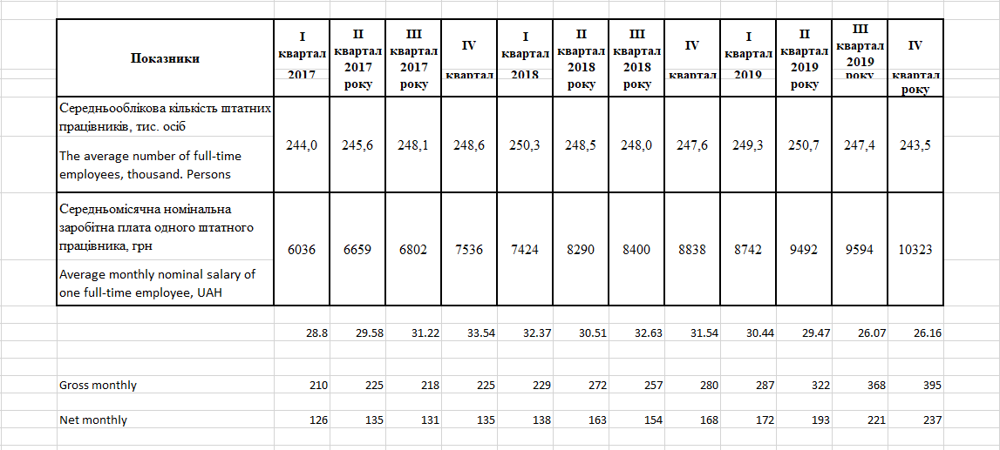 Показники
I
квартал
2017
II
квартал
2017
року
III
квартал
2017
року
IV
квартал
I
квартал
2018
II
квартал
2018
року
III
квартал
2018
року
IV
квартал
I
квартал
2019
II
квартал
2019
року
III
квартал
2019
року
IV
квартал
року
Середньооблікова кількість штатних
працівників, тис. осіб
The average number of full-time
employees, thousand. Persons
244,0 245,6 248,1 248,6 250,3 248,5 248,0 247,6 249,3 250,7 247,4 243,5
Середньомісячна номінальна
заробітна плата одного штатного
працівника, грн
Average monthly nominal salary of
one full-time employee, UAH
6036 6659 6802 7536 7424 8290 8400 8838 8742 9492 9594 10323
28.8 29.58 31.22 33.54 32.37 30.51 32.63 31.54 30.44 29.47 26.07 26.16
Gross monthly 210 225 218 225 229 272 257 280 287 322 368 395
Net monthly 126 135 131 135 138 163 154 168 172 193 221 237